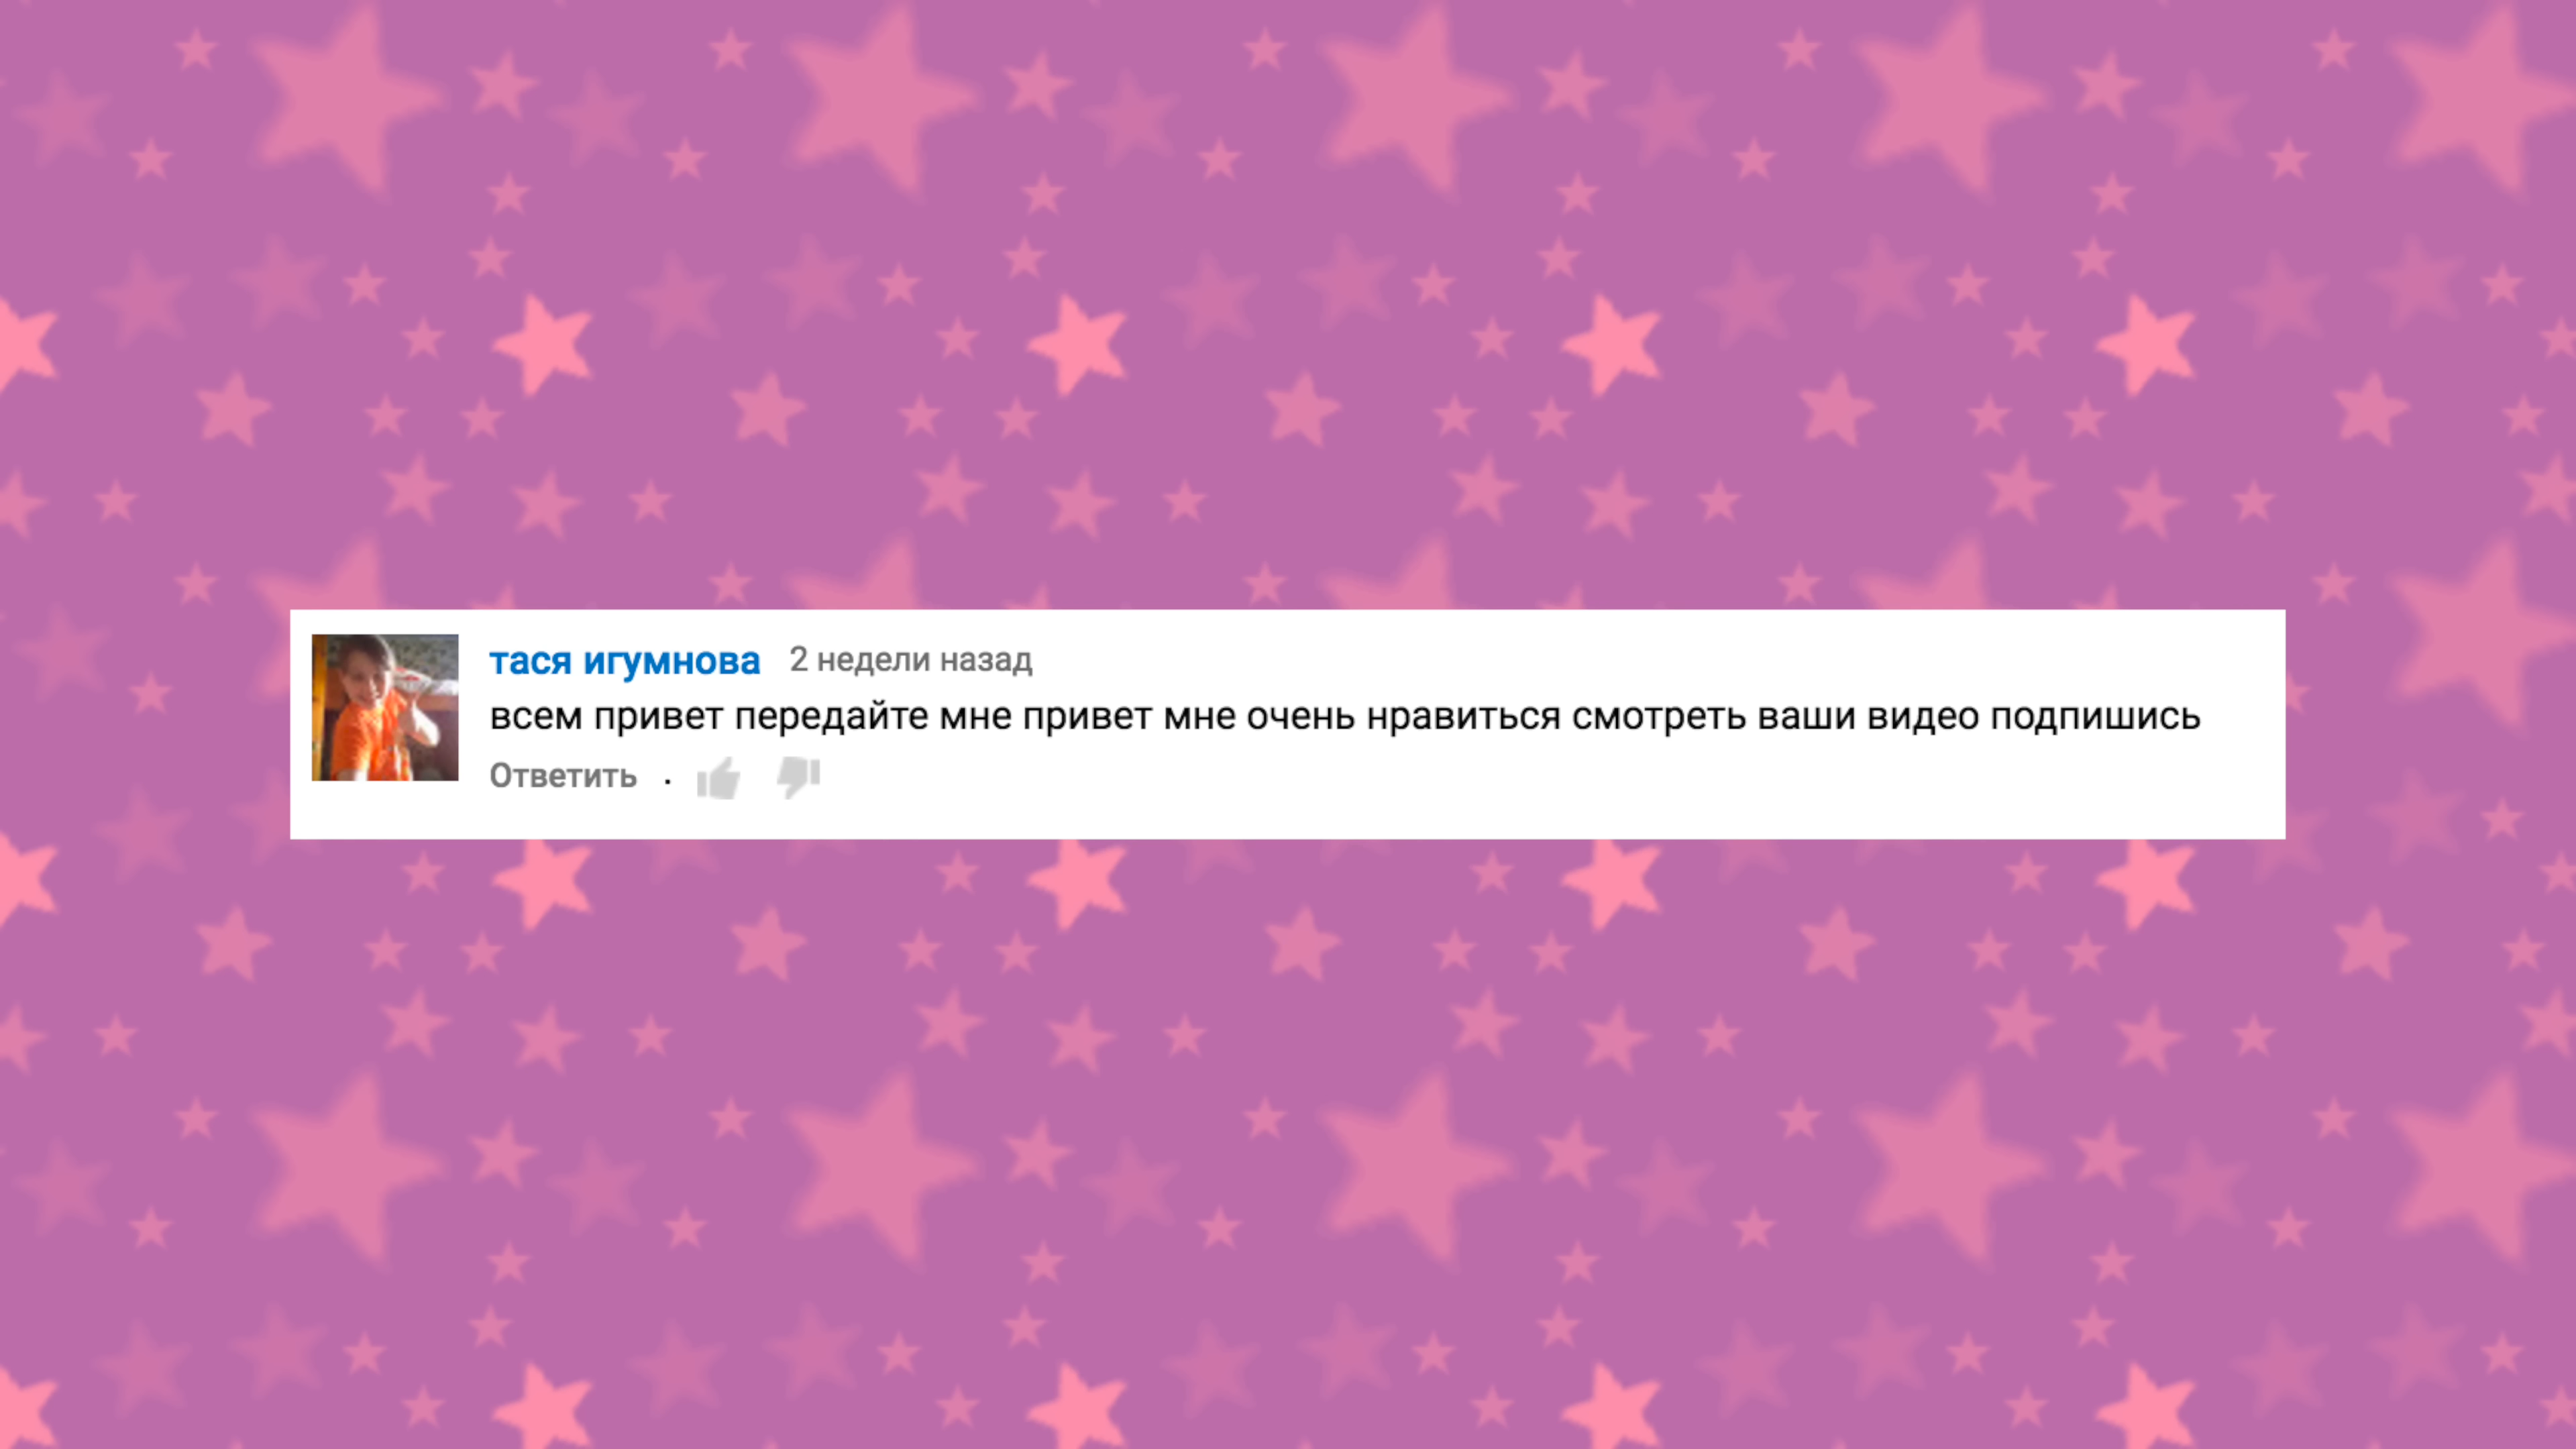 тася игумнова 2 недели назад
всем привет передайте мне привет мне очень нравиться смотреть ваши видео подпишись
Ответить .